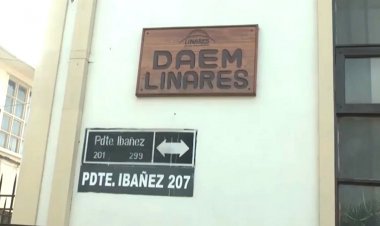 LINARES
DAEM
LINARES
Pdte. Ibañez
201 299
PDTE. IBAÑEZ 207